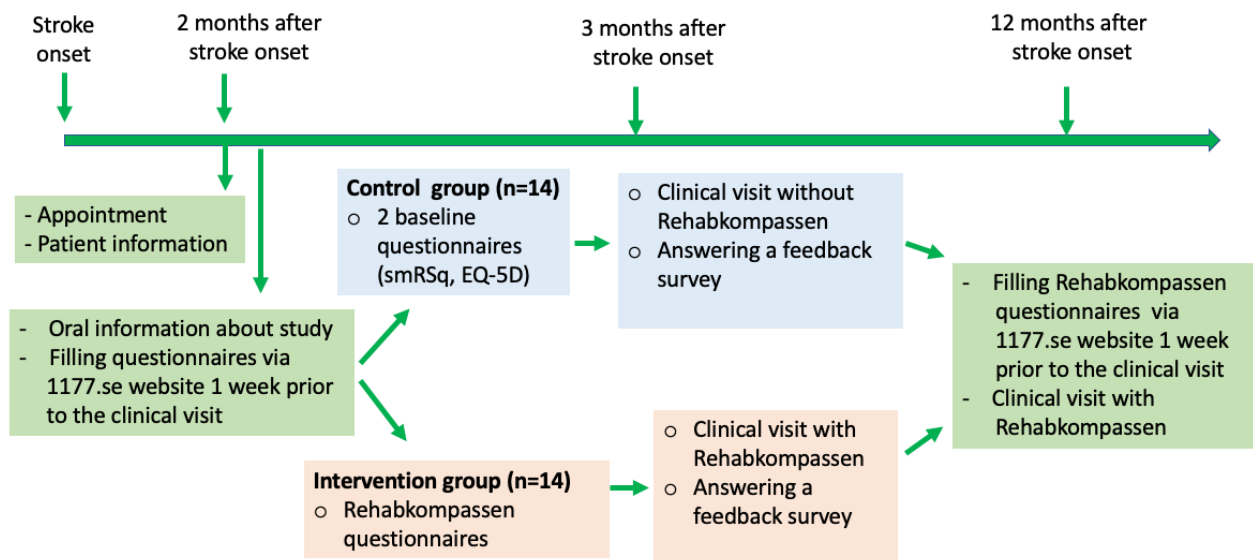 Stroke
onset
2 months after
stroke onset
3 months after
stroke onset
12 months after
stroke onset
- Appointment
- Patient information
- Oral information about study
- Filling questionnaires via
1177.se website 1 week prior
to the clinical visit
Control group (n=14)
o 2 baseline
questionnaires
(smRSq, EQ-5D)
o Clinical visit without
Rehabkompassen
o Answering a feedback
survey
Intervention group (n=14)
o Rehabkompassen
questionnaires
o Clinical visit with
Rehabkompassen
o Answering a
feedback survey
- Filling Rehabkompassen
questionnaires via
1177.se website 1 week
prior to the clinical visit
- Clinical visit with
Rehabkompassen